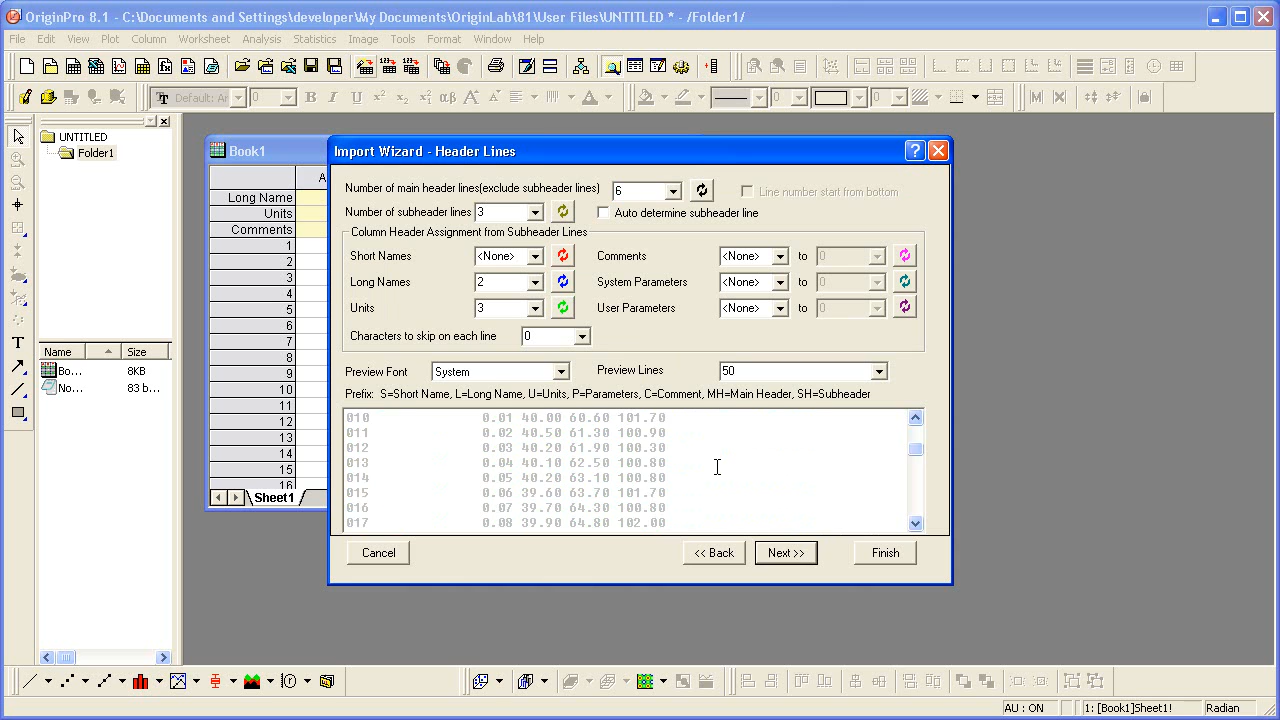 OriginPro 8.1 - C:\Documents and Settings\developer\My Documents\OriginLab\81\User Files\UNTITLED * - /Folder1/
File Edit View Plot Column Worksheet Analysis Statistics Image Tools Format Window Help
Default: Ar 0 B I U αβ A A 0 0
UNTITLED
Folder1
Name Size
Bo... 8KB
No... 83 b...
Book1
A
Long Name
Units
Comments
1
2
3
4
5
6
7
8
9
10
11
12
13
14
15
16
Sheet1
Import Wizard - Header Lines
Number of main header lines(exclude subheader lines) 6 Line number start from bottom
Number of subheader lines 3 Auto determine subheader line
Column Header Assignment from Subheader Lines
Short Names <None> Comments <None> to 0
Long Names 2 System Parameters <None> to 0
Units 3 User Parameters <None> to 0
Characters to skip on each line 0
Preview Font System Preview Lines 50
Prefix: S=Short Name, L=Long Name, U=Units, P=Parameters, C=Comment, MH=Main Header, SH=Subheader
010 0.01 40.00 60.60 101.70
011 0.02 40.50 61.30 100.90
012 0.03 40.20 61.90 100.30
013 0.04 40.10 62.50 100.80
014 0.05 40.20 63.10 100.80
015 0.06 39.60 63.70 101.70
016 0.07 39.70 64.30 100.80
017 0.08 39.90 64.80 102.00
Cancel << Back Next >> Finish
AU : ON 1: [Book1]Sheet1! Radian